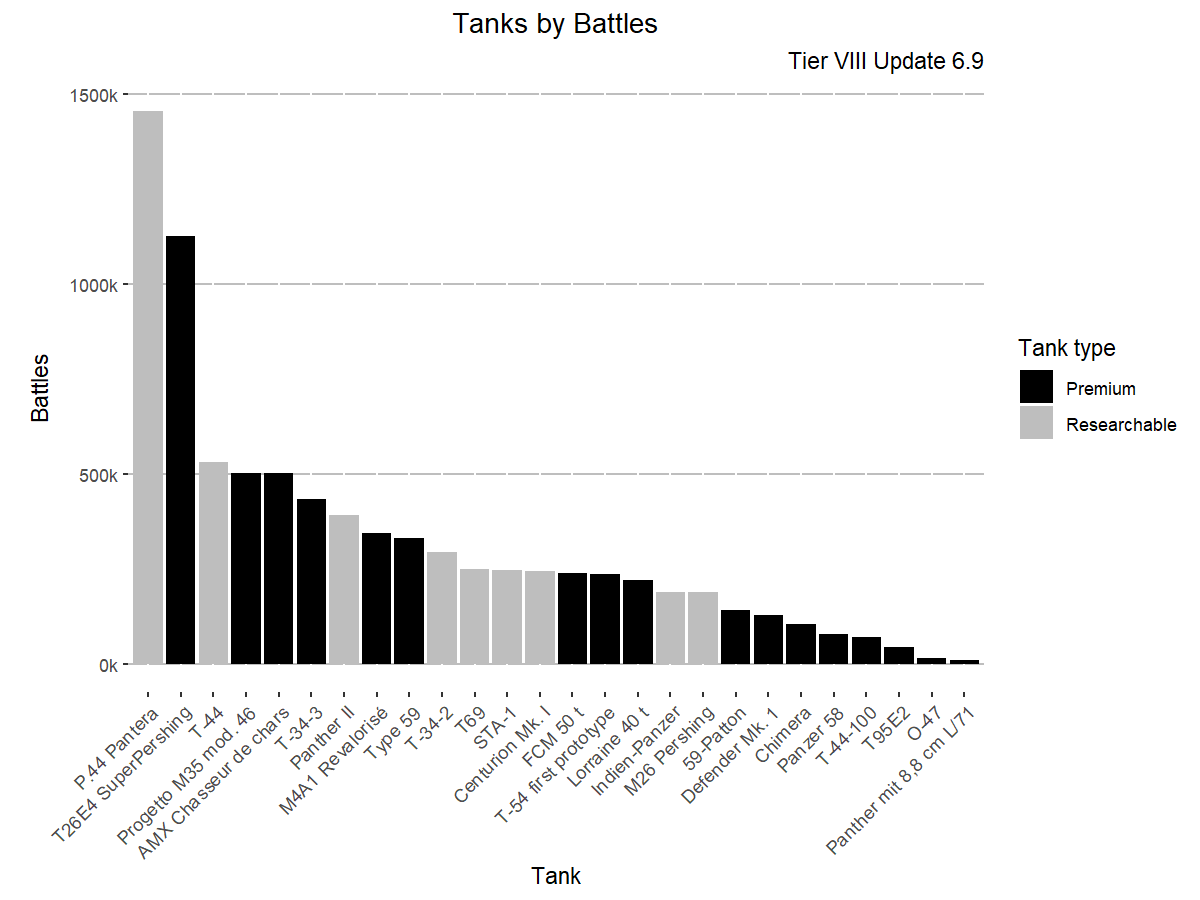 Tanks by Battles
Tier VIII Update 6.9
1500k
1000k
500k
0k
Battles
P.44 Pantera
T26E4 SuperPershing
T-44
Progetto M35 mod. 46
AMX Chasseur de chars
T-34-3
Panther II
M4A1 Revalorisé
Type 59
T-34-2
T69
STA-1
Centurion Mk. I
FCM 50 t
T-54 first prototype
Lorraine 40 t
Indien-Panzer
M26 Pershing
59-Patton
Defender Mk. 1
Chimera
Panzer 58
T-44-100
T95E2
O-47
Panther mit 8,8 cm L/71
Tank
Tank type
Premium
Researchable